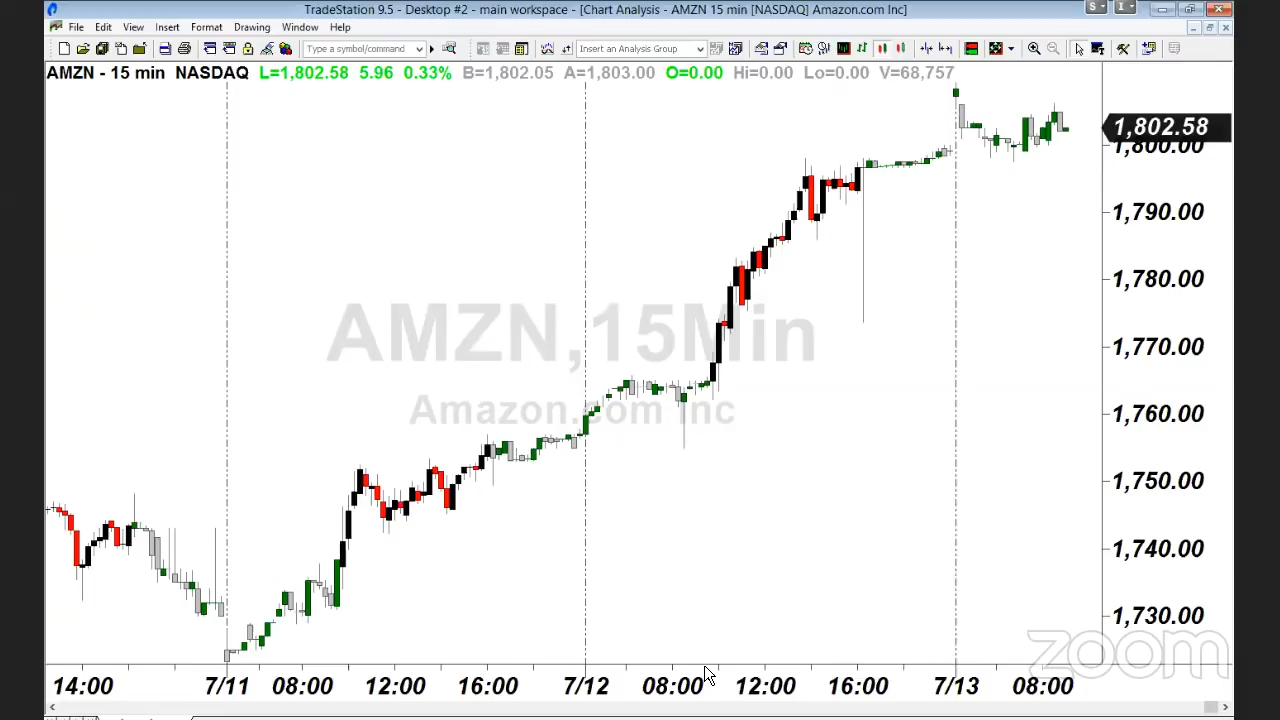 TradeStation 9.5 - Desktop #2 - main workspace - [Chart Analysis - AMZN 15 min [NASDAQ] Amazon.com Inc]
S
I
File Edit View Insert Format Drawing Window Help
Type a symbol/command
Insert an Analysis Group
AMZN - 15 min NASDAQ L=1,802.58 5.96 0.33% B=1,802.05 A=1,803.00 O=0.00 Hi=0.00 Lo=0.00 V=68,757
1,802.58
1,800.00
1,790.00
1,780.00
1,770.00
1,760.00
1,750.00
1,740.00
1,730.00
AMZN,15Min
Amazon.com Inc
zoom
14:00 7/11 08:00 12:00 16:00 7/12 08:00 12:00 16:00 7/13 08:00